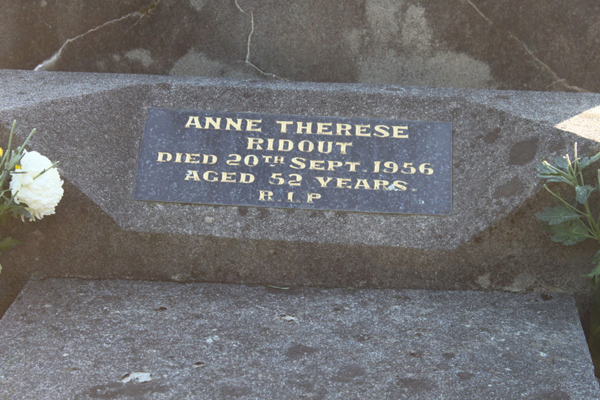 ANNE THERESE
RIDOUT
DIED 20TH SEPT. 1956
AGED 52 YEARS.
R.I.P